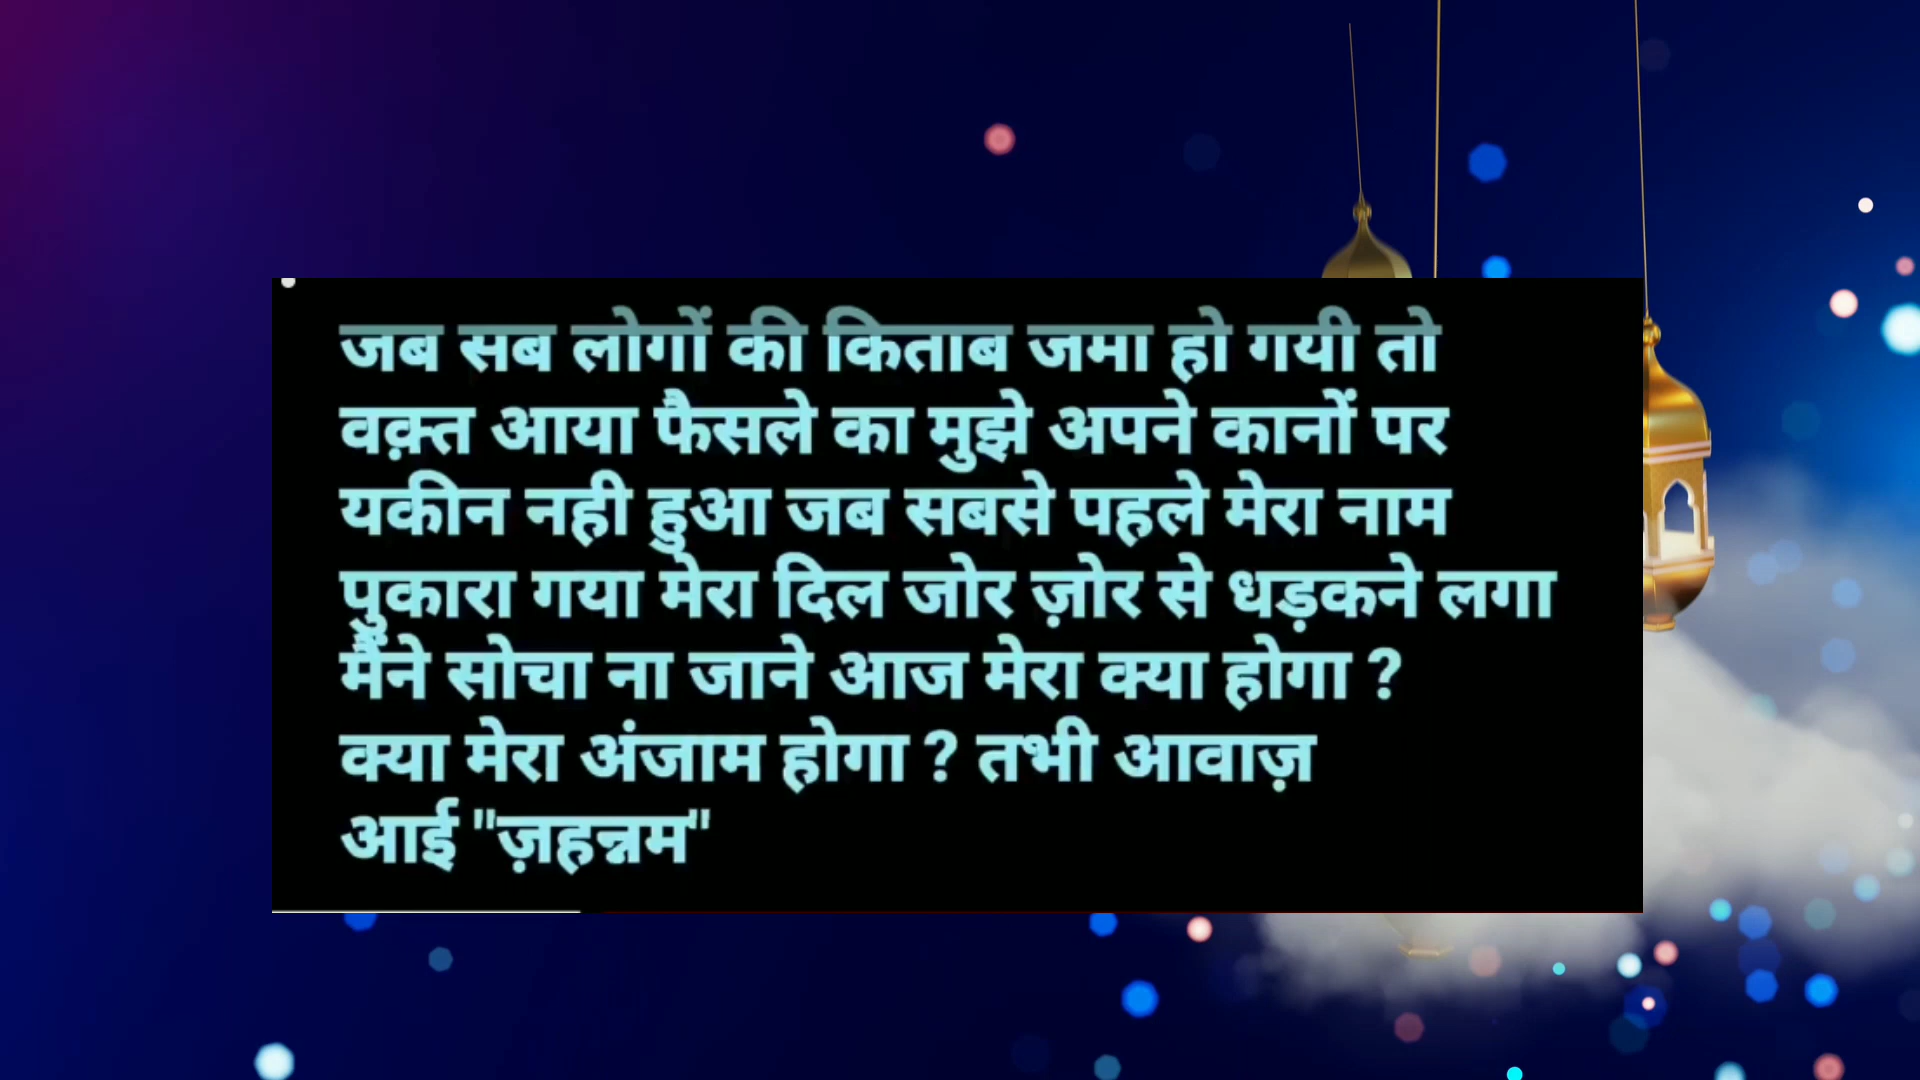 जब सब लोगों की किताब जमा हो गयी तो
वक़्त आया फैसले का मुझे अपने कानों पर
यकीन नही हुआ जब सबसे पहले मेरा नाम
पुकारा गया मेरा दिल जोर ज़ोर से धड़कने लगा
मैंने सोचा ना जाने आज मेरा क्या होगा ?
क्या मेरा अंजाम होगा ? तभी आवाज़
आई "ज़हन्नम"